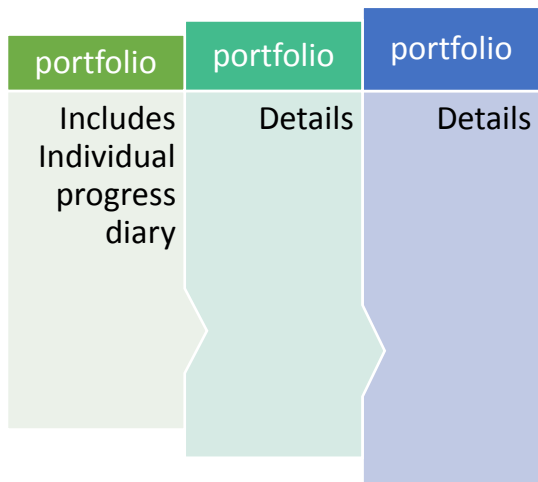 portfolio
Includes
Individual
progress
diary
portfolio
Details
portfolio
Details